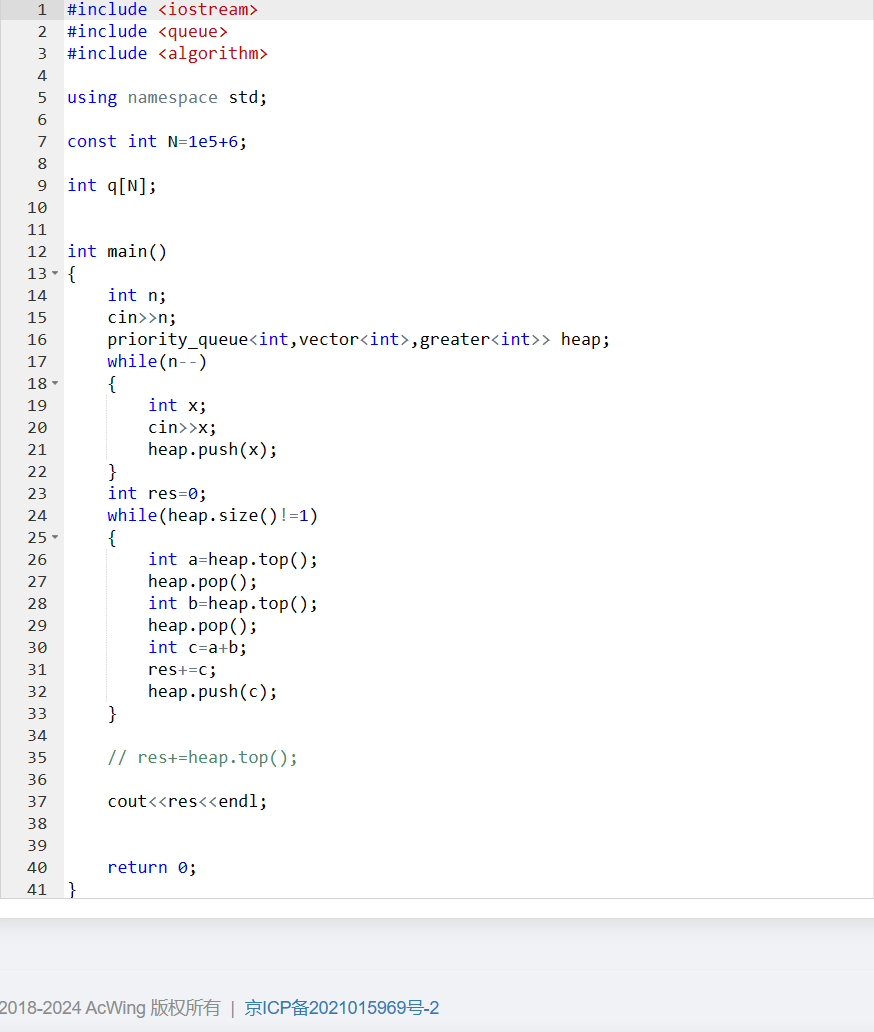 1 #include <iostream>
2 #include <queue>
3 #include <algorithm>
4
5 using namespace std;
6
7 const int N=1e5+6;
8
9 int q[N];
10
11
12 int main()
13 {
14     int n;
15     cin>>n;
16     priority_queue<int,vector<int>,greater<int>> heap;
17     while(n--)
18     {
19         int x;
20         cin>>x;
21         heap.push(x);
22     }
23     int res=0;
24     while(heap.size()!=1)
25     {
26         int a=heap.top();
27         heap.pop();
28         int b=heap.top();
29         heap.pop();
30         int c=a+b;
31         res+=c;
32         heap.push(c);
33     }
34
35     // res+=heap.top();
36
37     cout<<res<<endl;
38
39
40     return 0;
41 }
2018-2024 AcWing 版权所有 | 京ICP备2021015969号-2